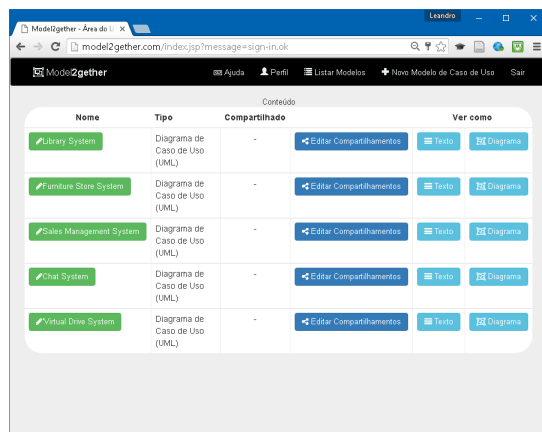 Leandro
Model2gether - Área do U
model2gether.com/index.jsp?message=sign-in.ok
Model2gether Ajuda Perfil Listar Modelos Novo Modelo de Caso de Uso Sair
Conteúdo
Nome Tipo Compartilhado Ver como
Library System Diagrama de Caso de Uso (UML) - Editar Compartilhamentos Texto Diagrama
Furniture Store System Diagrama de Caso de Uso (UML) - Editar Compartilhamentos Texto Diagrama
Sales Management System Diagrama de Caso de Uso (UML) - Editar Compartilhamentos Texto Diagrama
Chat System Diagrama de Caso de Uso (UML) - Editar Compartilhamentos Texto Diagrama
Virtual Drive System Diagrama de Caso de Uso (UML) - Editar Compartilhamentos Texto Diagrama